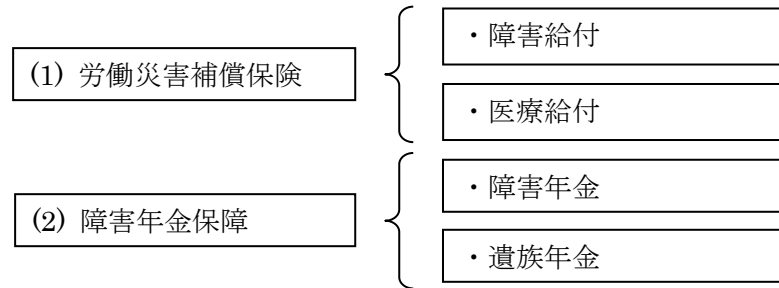 (1) 労働災害補償保険
・障害給付
・医療給付
(2) 障害年金保障
・障害年金
・遺族年金